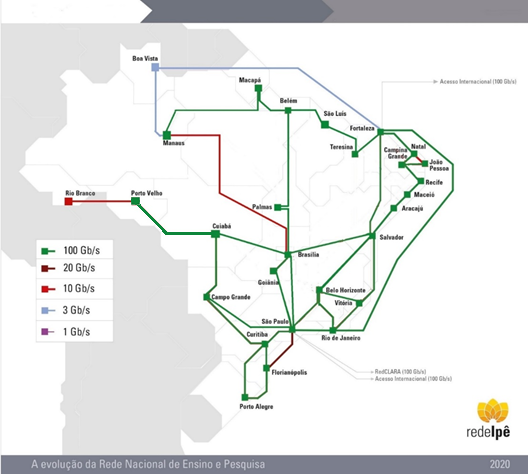 Boa Vista
Macapá
Belém
São Luís
Fortaleza
Acesso Internacional (100 Gb/s)
Manaus
Teresina
Natal
Campina
Grande
João
Pessoa
Recife
Rio Branco
Porto Velho
Maceió
Palmas
Aracajú
Cuiabá
Salvador
Brasília
100 Gb/s
20 Gb/s
10 Gb/s
3 Gb/s
1 Gb/s
Goiânia
Belo Horizonte
Campo Grande
Vitória
São Paulo
Rio de Janeiro
Curitiba
RedCLARA (100 Gb/s)
Acesso Internacional (100 Gb/s)
Florianópolis
Porto Alegre
redeIpê
A evolução da Rede Nacional de Ensino e Pesquisa
2020